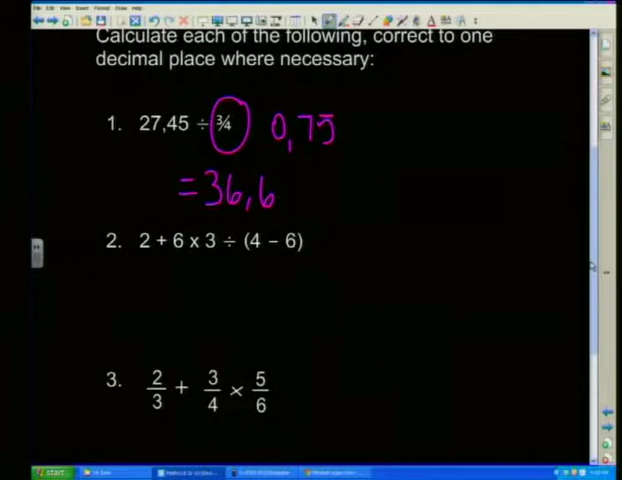 Calculate each of the following, correct to one
decimal place where necessary:
1. 27,45 ÷ ¾ 0,75
= 36,6
2. 2 + 6 x 3 ÷ (4 − 6)
3. 2/3 + 3/4 × 5/6
start